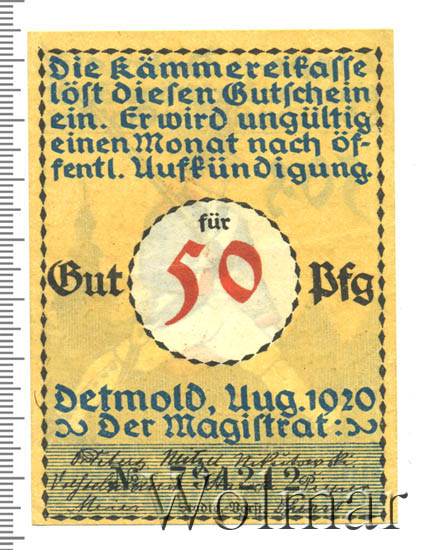 Die Kämmereikasse
löst diesen Gutschein
ein. Er wird ungültig
einen Monat nach öf-
fentl. Aufkündigung.
für
Gut 50 Pfg
Detmold, Aug. 1920
Der Magistrat:
No 794242
Wolmar